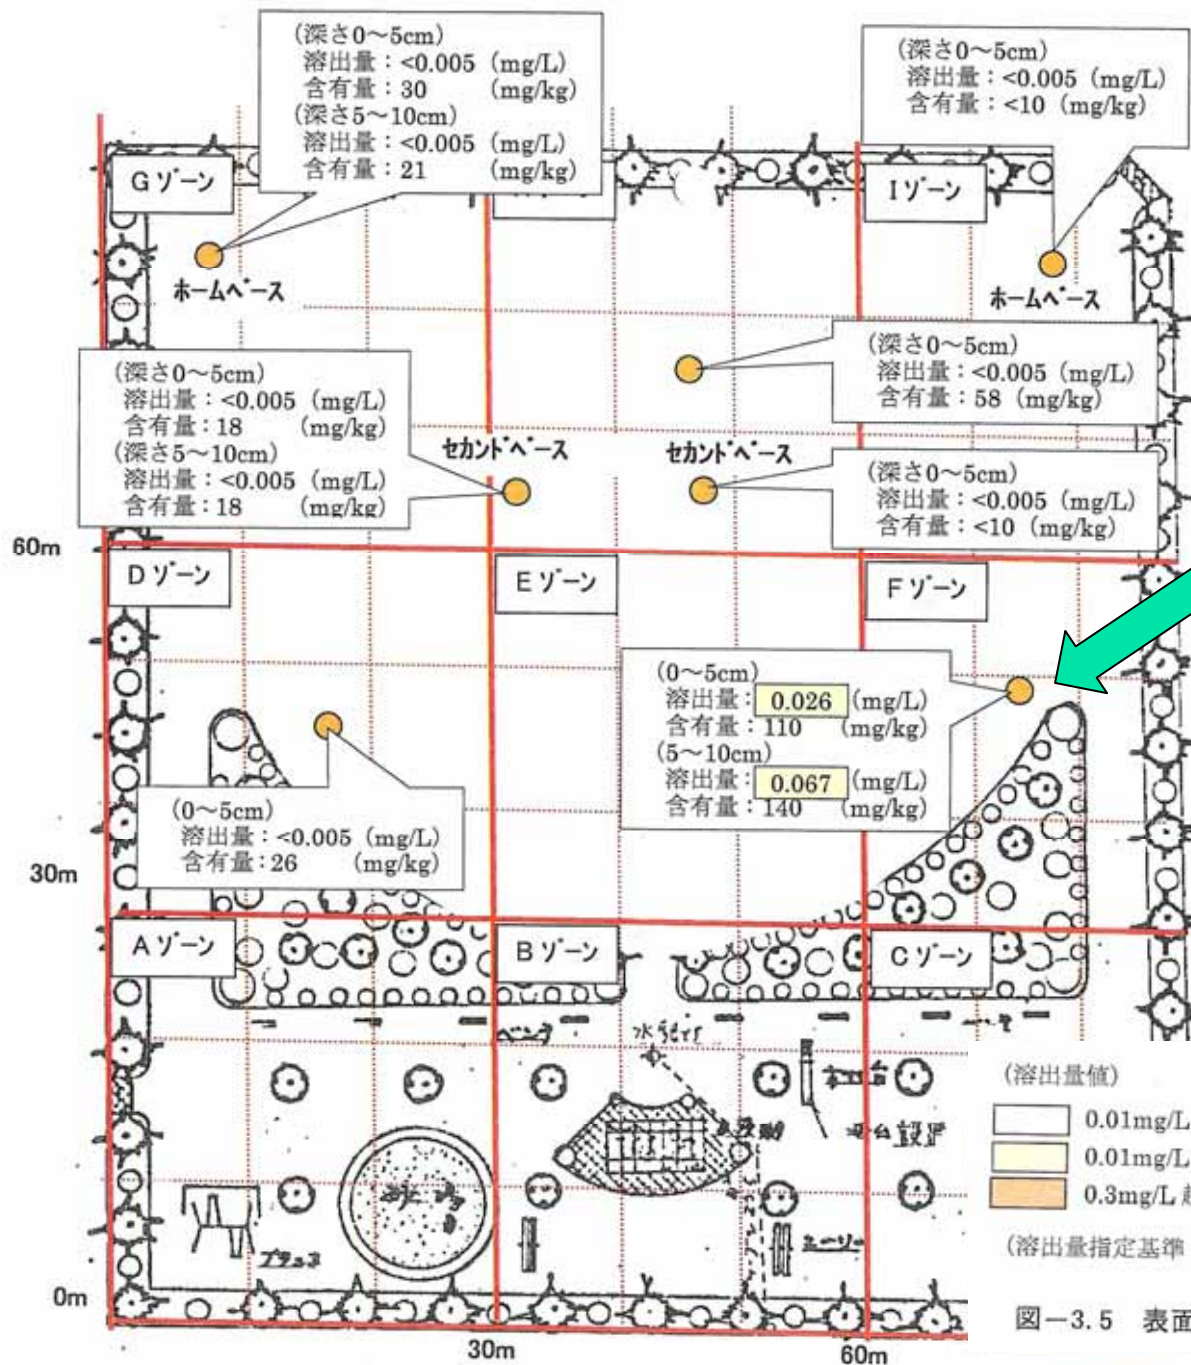 (深さ0～5cm)
溶出量：<0.005 (mg/L)
含有量：30 (mg/kg)
(深さ5～10cm)
溶出量：<0.005 (mg/L)
含有量：21 (mg/kg)
(深さ0～5cm)
溶出量：<0.005 (mg/L)
含有量：<10 (mg/kg)
Gゾーン
Iゾーン
ホームベース
ホームベース
(深さ0～5cm)
溶出量：<0.005 (mg/L)
含有量：58 (mg/kg)
(深さ0～5cm)
溶出量：<0.005 (mg/L)
含有量：18 (mg/kg)
(深さ5～10cm)
溶出量：<0.005 (mg/L)
含有量：18 (mg/kg)
セカンドベース
セカンドベース
(深さ0～5cm)
溶出量：<0.005 (mg/L)
含有量：<10 (mg/kg)
60m
Dゾーン
Eゾーン
Fゾーン
(0～5cm)
溶出量：0.026 (mg/L)
含有量：110 (mg/kg)
(5～10cm)
溶出量：0.067 (mg/L)
含有量：140 (mg/kg)
(0～5cm)
溶出量：<0.005 (mg/L)
含有量：26 (mg/kg)
30m
Aゾーン
Bゾーン
Cゾーン
ベンチ
(溶出量値)
0.01mg/L
0.01mg/L
0.3mg/L
(溶出量指定基準
0m
30m
60m
図－3.5 表面